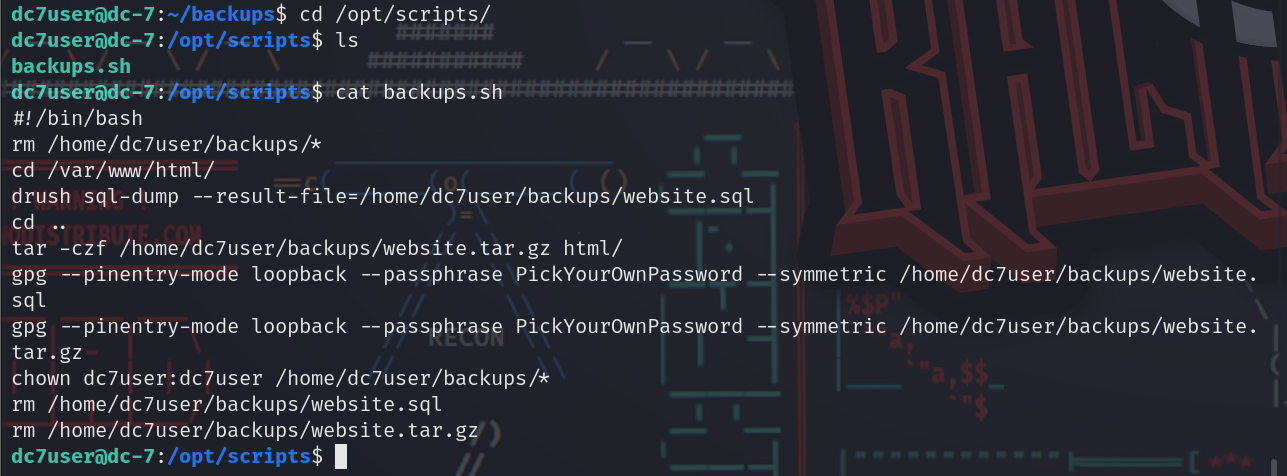 dc7user@dc-7:~/backups$ cd /opt/scripts/
dc7user@dc-7:/opt/scripts$ ls
backups.sh
dc7user@dc-7:/opt/scripts$ cat backups.sh
#!/bin/bash
rm /home/dc7user/backups/*
cd /var/www/html/
drush sql-dump --result-file=/home/dc7user/backups/website.sql
cd ..
tar -czf /home/dc7user/backups/website.tar.gz html/
gpg --pinentry-mode loopback --passphrase PickYourOwnPassword --symmetric /home/dc7user/backups/website.
sql
gpg --pinentry-mode loopback --passphrase PickYourOwnPassword --symmetric /home/dc7user/backups/website.
tar.gz
chown dc7user:dc7user /home/dc7user/backups/*
rm /home/dc7user/backups/website.sql
rm /home/dc7user/backups/website.tar.gz
dc7user@dc-7:/opt/scripts$
RECON